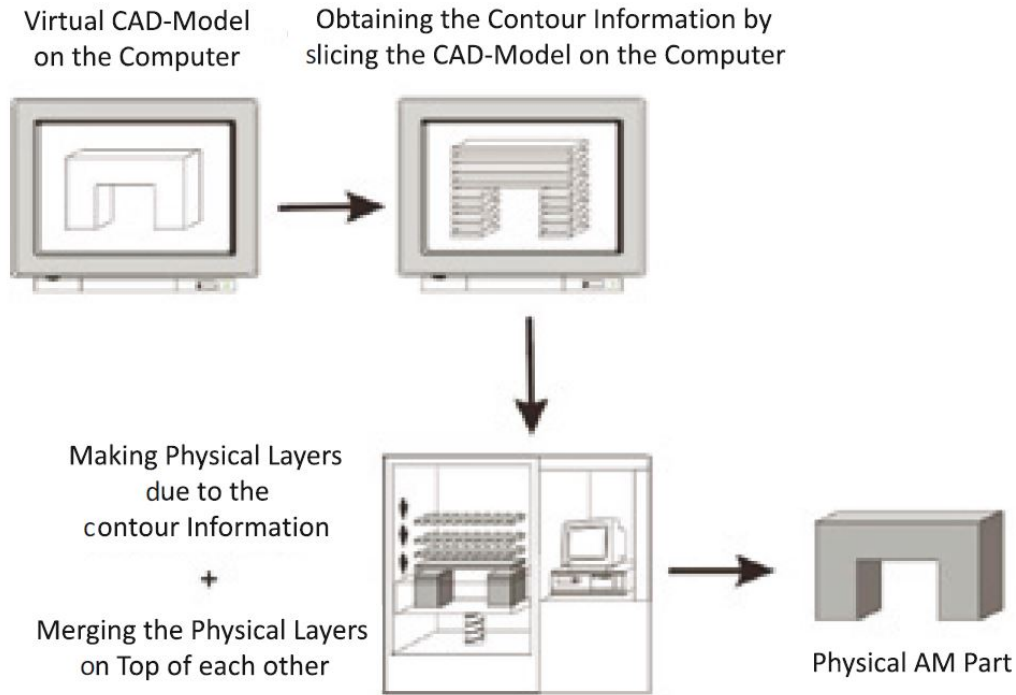 Virtual CAD-Model
on the Computer
Obtaining the Contour Information by
slicing the CAD-Model on the Computer
Making Physical Layers
due to the
contour Information
+
Merging the Physical Layers
on Top of each other
Physical AM Part